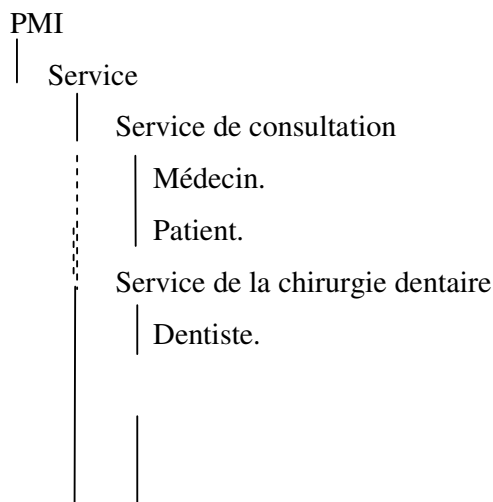 PMI
Service
Service de consultation
Médecin.
Patient.
Service de la chirurgie dentaire
Dentiste.